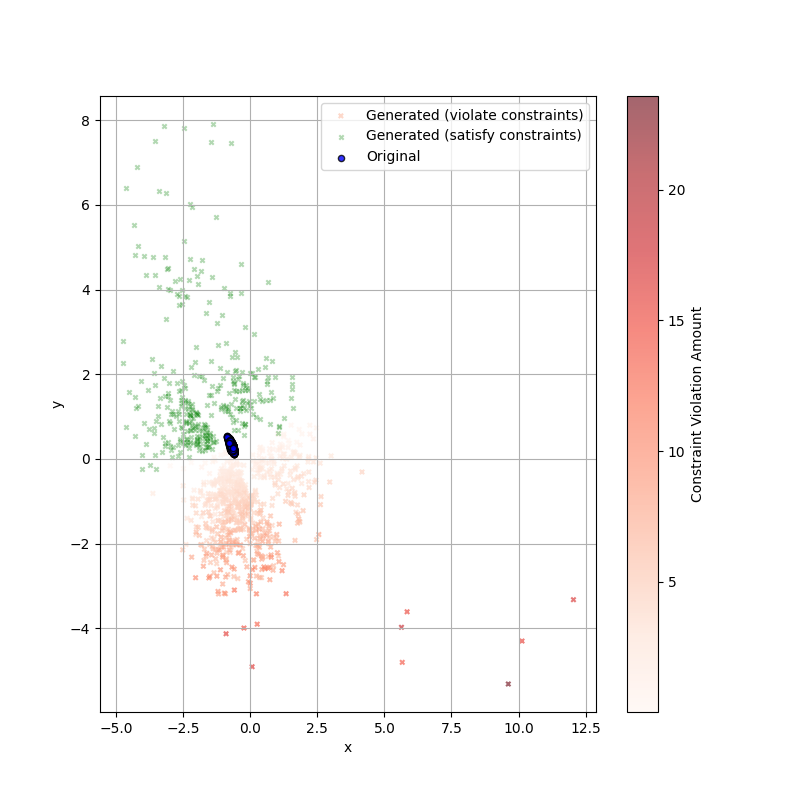 Generated (violate constraints)
Generated (satisfy constraints)
Original
8
6
4
2
0
−2
−4
y
−5.0 −2.5 0.0 2.5 5.0 7.5 10.0 12.5
x
20
15
10
5
Constraint Violation Amount